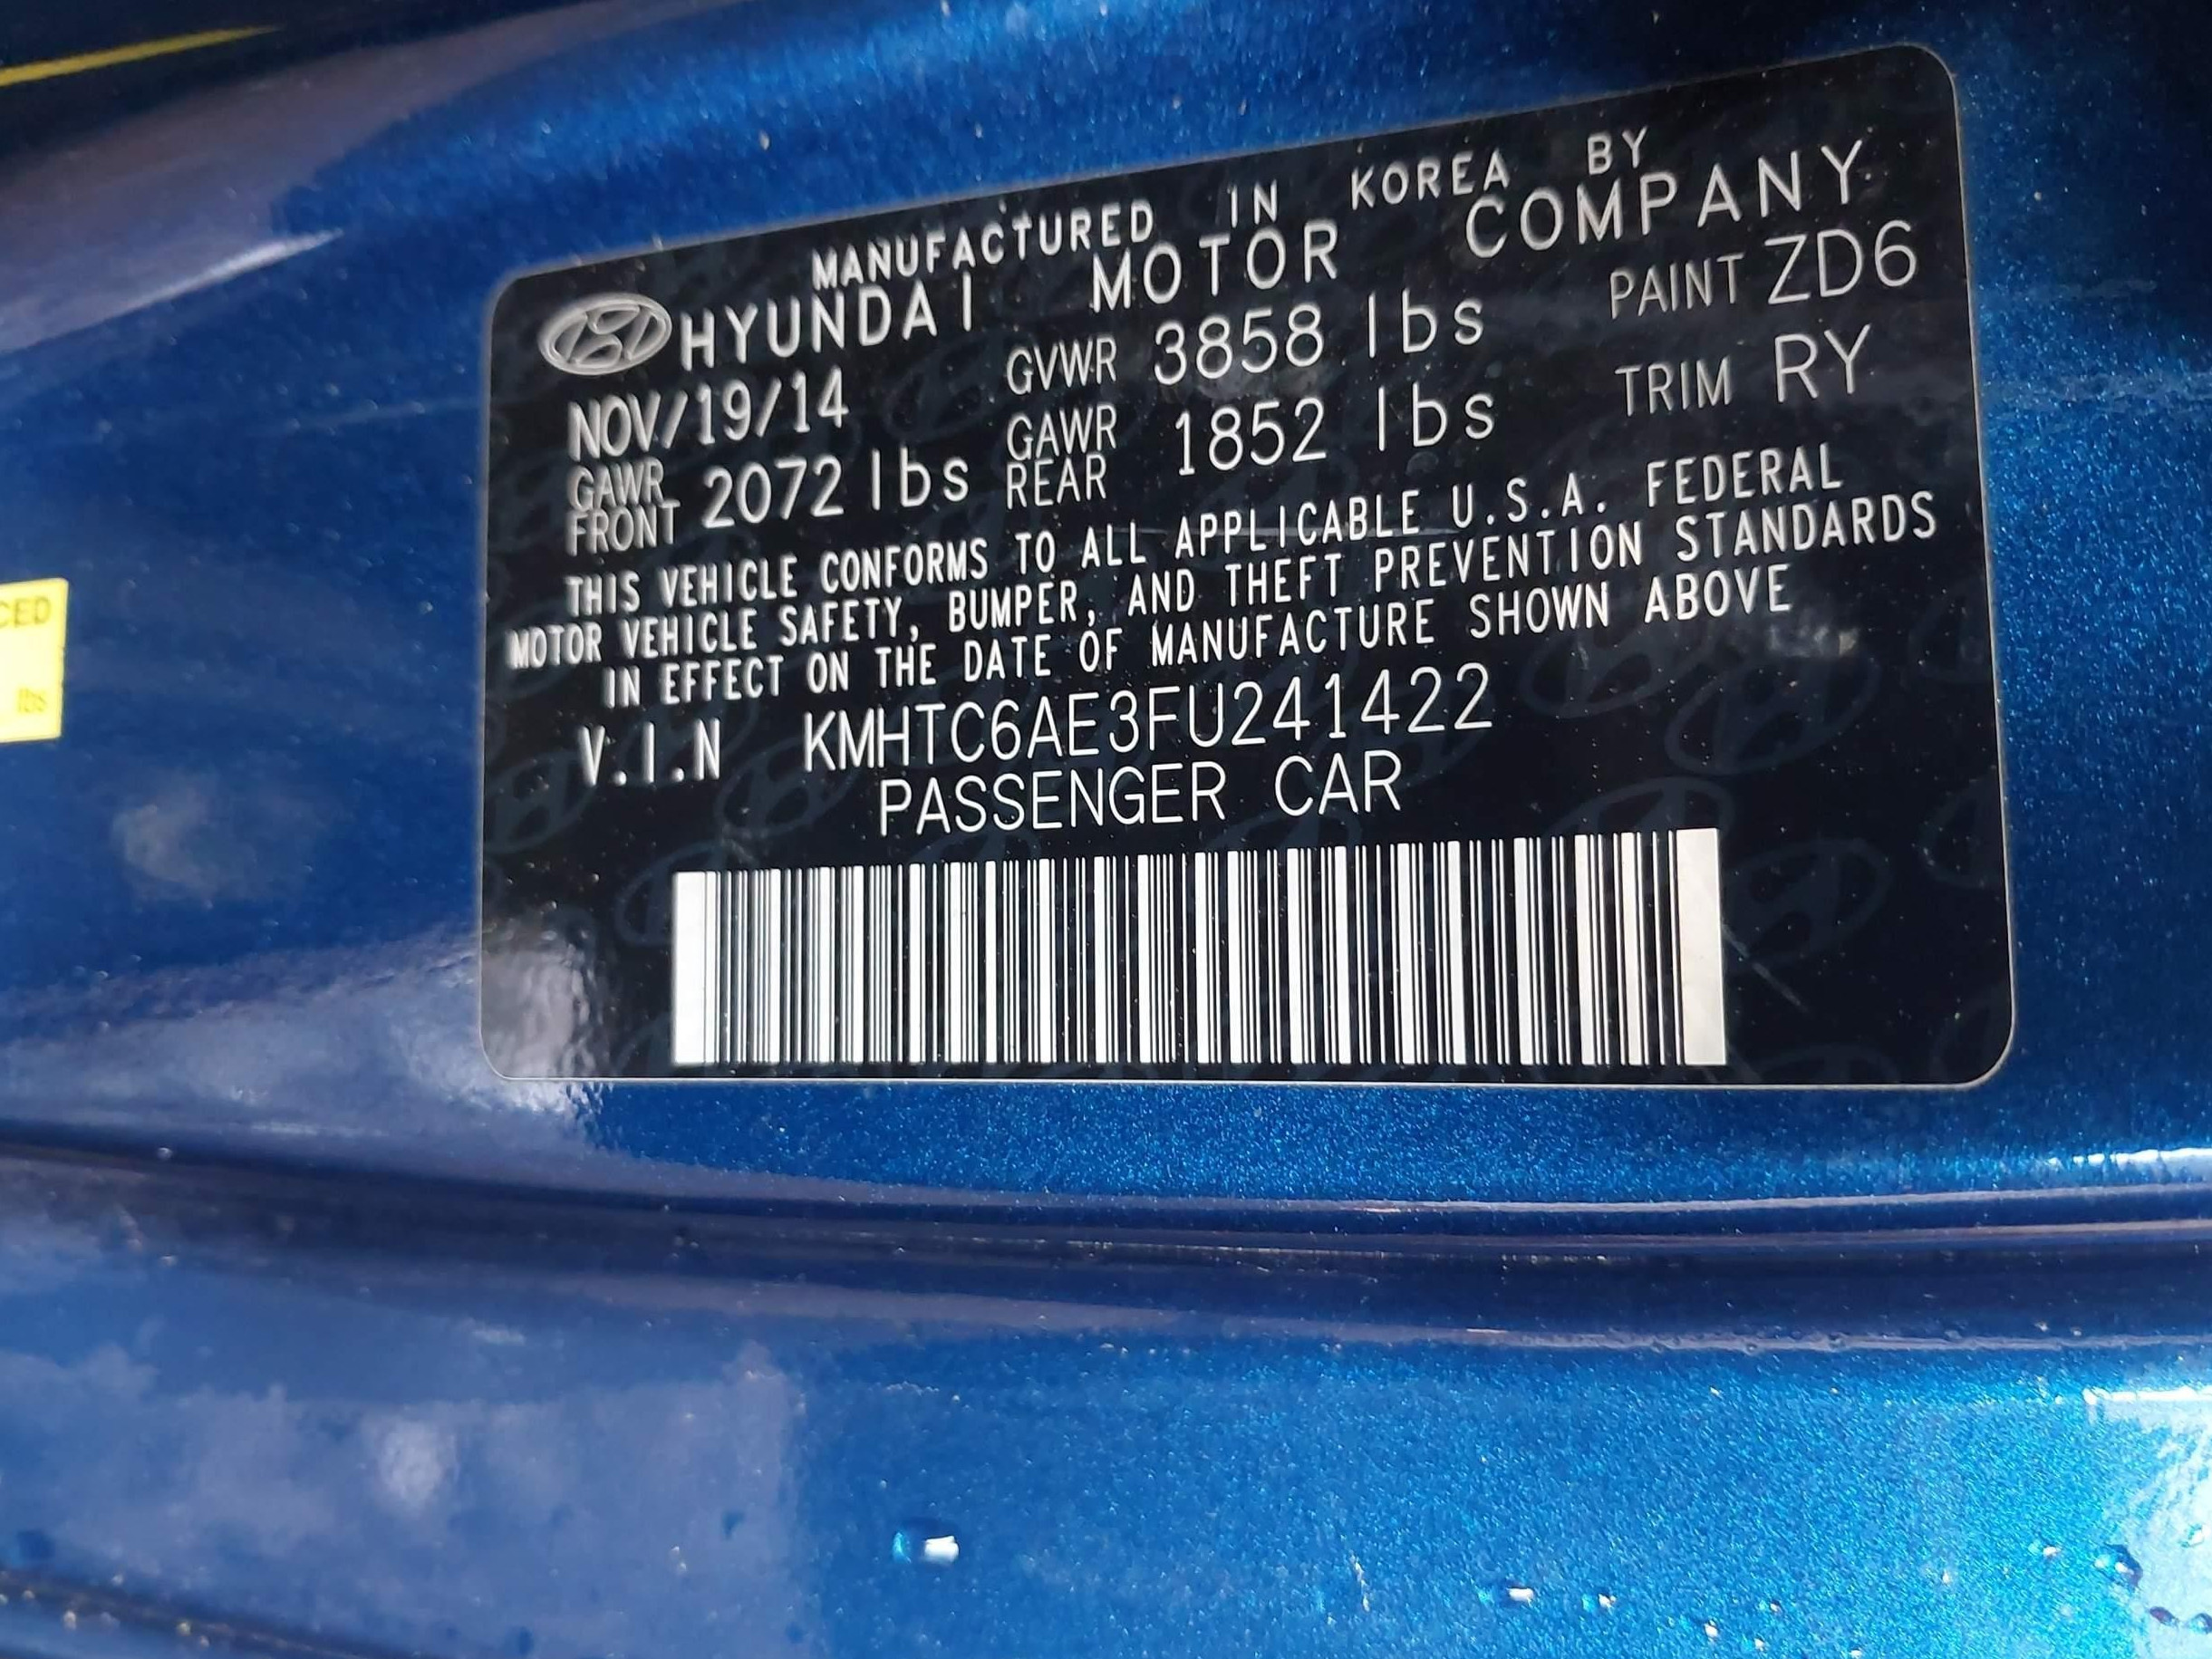 MANUFACTURED IN KOREA BY
HYUNDAI MOTOR COMPANY
NOV/19/14 GVWR 3858 lbs PAINT ZD6
GAWR FRONT 2072 lbs GAWR REAR 1852 lbs TRIM RY
THIS VEHICLE CONFORMS TO ALL APPLICABLE U.S.A. FEDERAL
MOTOR VEHICLE SAFETY, BUMPER, AND THEFT PREVENTION STANDARDS
IN EFFECT ON THE DATE OF MANUFACTURE SHOWN ABOVE
V.I.N KMHTC6AE3FU241422
PASSENGER CAR
CED
lbs